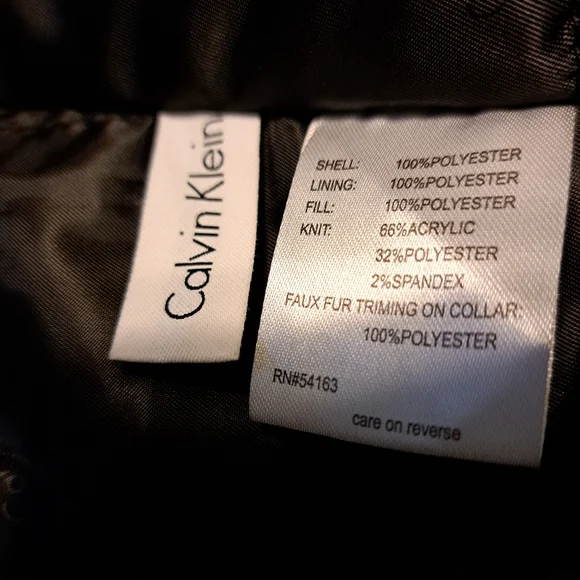 Calvin Klein
SHELL: 100%POLYESTER
LINING: 100%POLYESTER
FILL: 100%POLYESTER
KNIT: 66%ACRYLIC
32%POLYESTER
2%SPANDEX
FAUX FUR TRIMING ON COLLAR:
100%POLYESTER
RN#54163
care on reverse